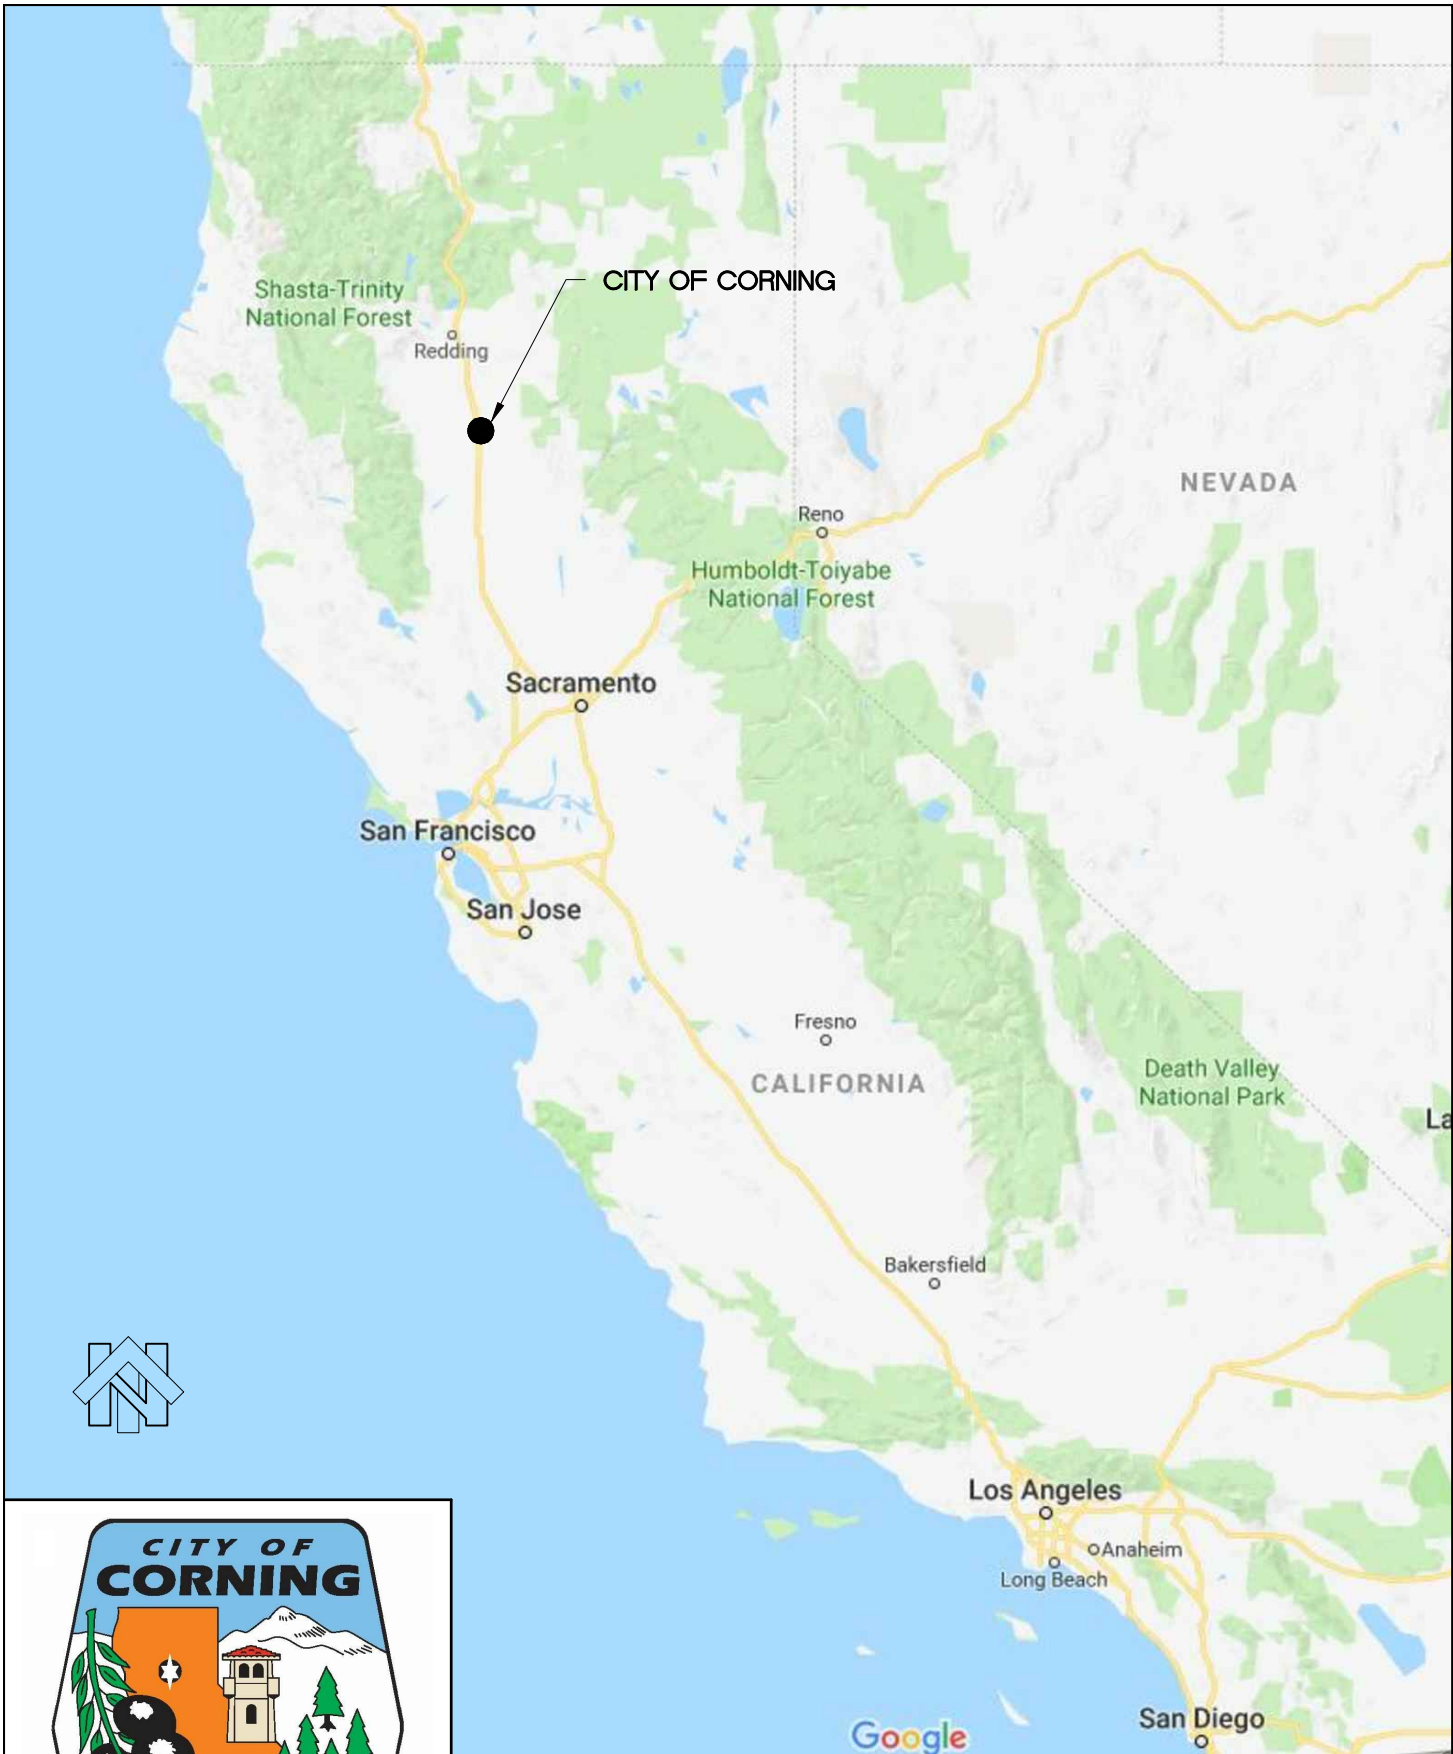 CITY OF CORNING
Shasta-Trinity
National Forest
Redding
NEVADA
Reno
Humboldt-Toiyabe
National Forest
Sacramento
San Francisco
San Jose
Fresno
CALIFORNIA
Death Valley
National Park
La
Bakersfield
N
Los Angeles
Anaheim
Long Beach
CITY OF
CORNING
San Diego
Google